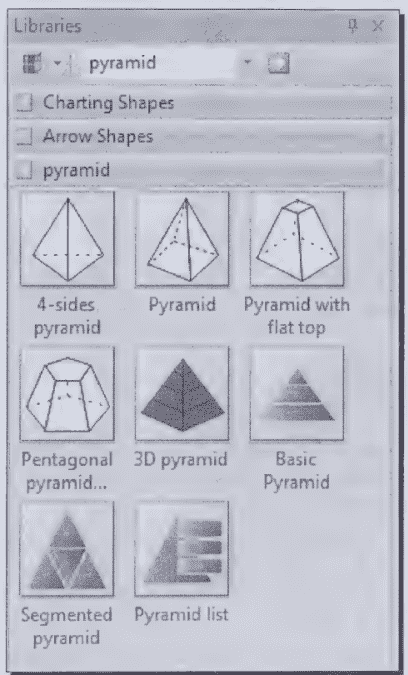 Libraries
pyramid
Charting Shapes
Arrow Shapes
pyramid
4-sides
pyramid
Pyramid
Pyramid with
flat top
Pentagonal
pyramid...
3D pyramid
Basic
Pyramid
Segmented
pyramid
Pyramid list